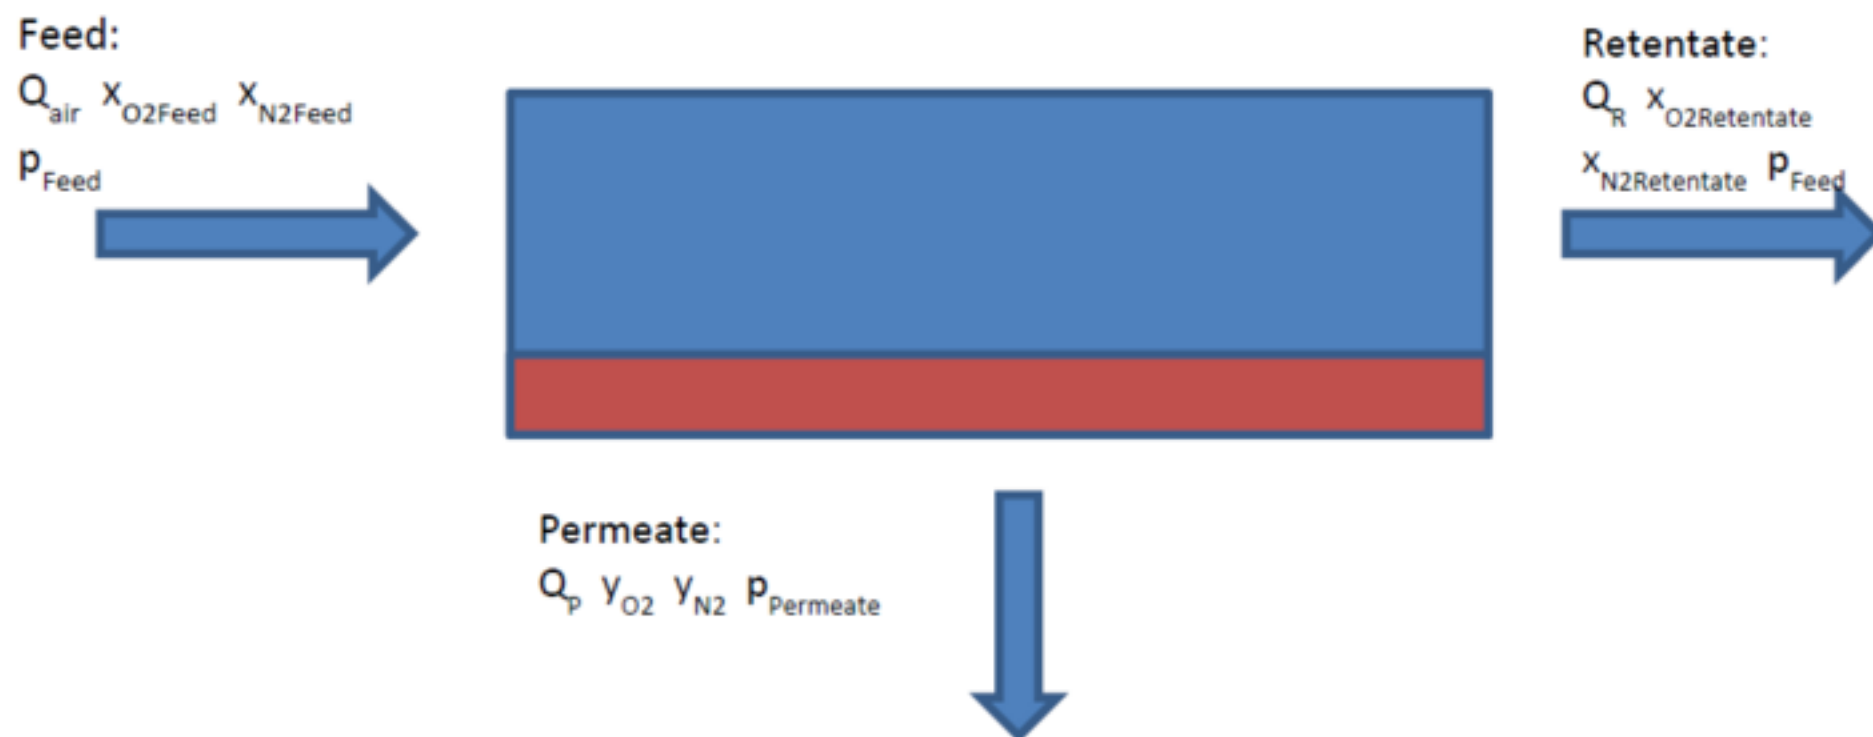 Feed:
Q_air x_O2Feed x_N2Feed
p_Feed
Retentate:
Q_R x_O2Retentate
x_N2Retentate p_Feed
Permeate:
Q_P y_O2 y_N2 p_Permeate